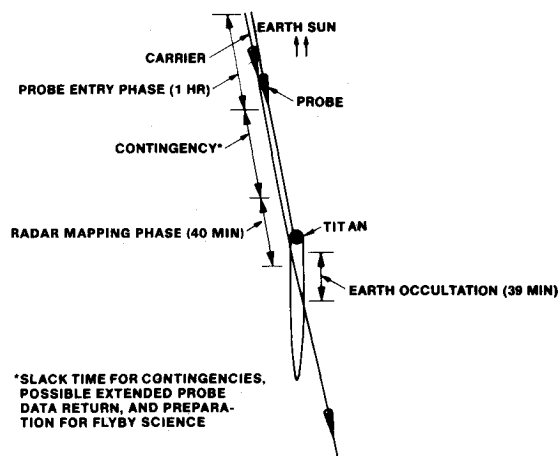 EARTH SUN
CARRIER
PROBE ENTRY PHASE (1 HR)
PROBE
CONTINGENCY*
TITAN
RADAR MAPPING PHASE (40 MIN)
EARTH OCCULTATION (39 MIN)
*SLACK TIME FOR CONTINGENCIES,
POSSIBLE EXTENDED PROBE
DATA RETURN, AND PREPARA-
TION FOR FLYBY SCIENCE